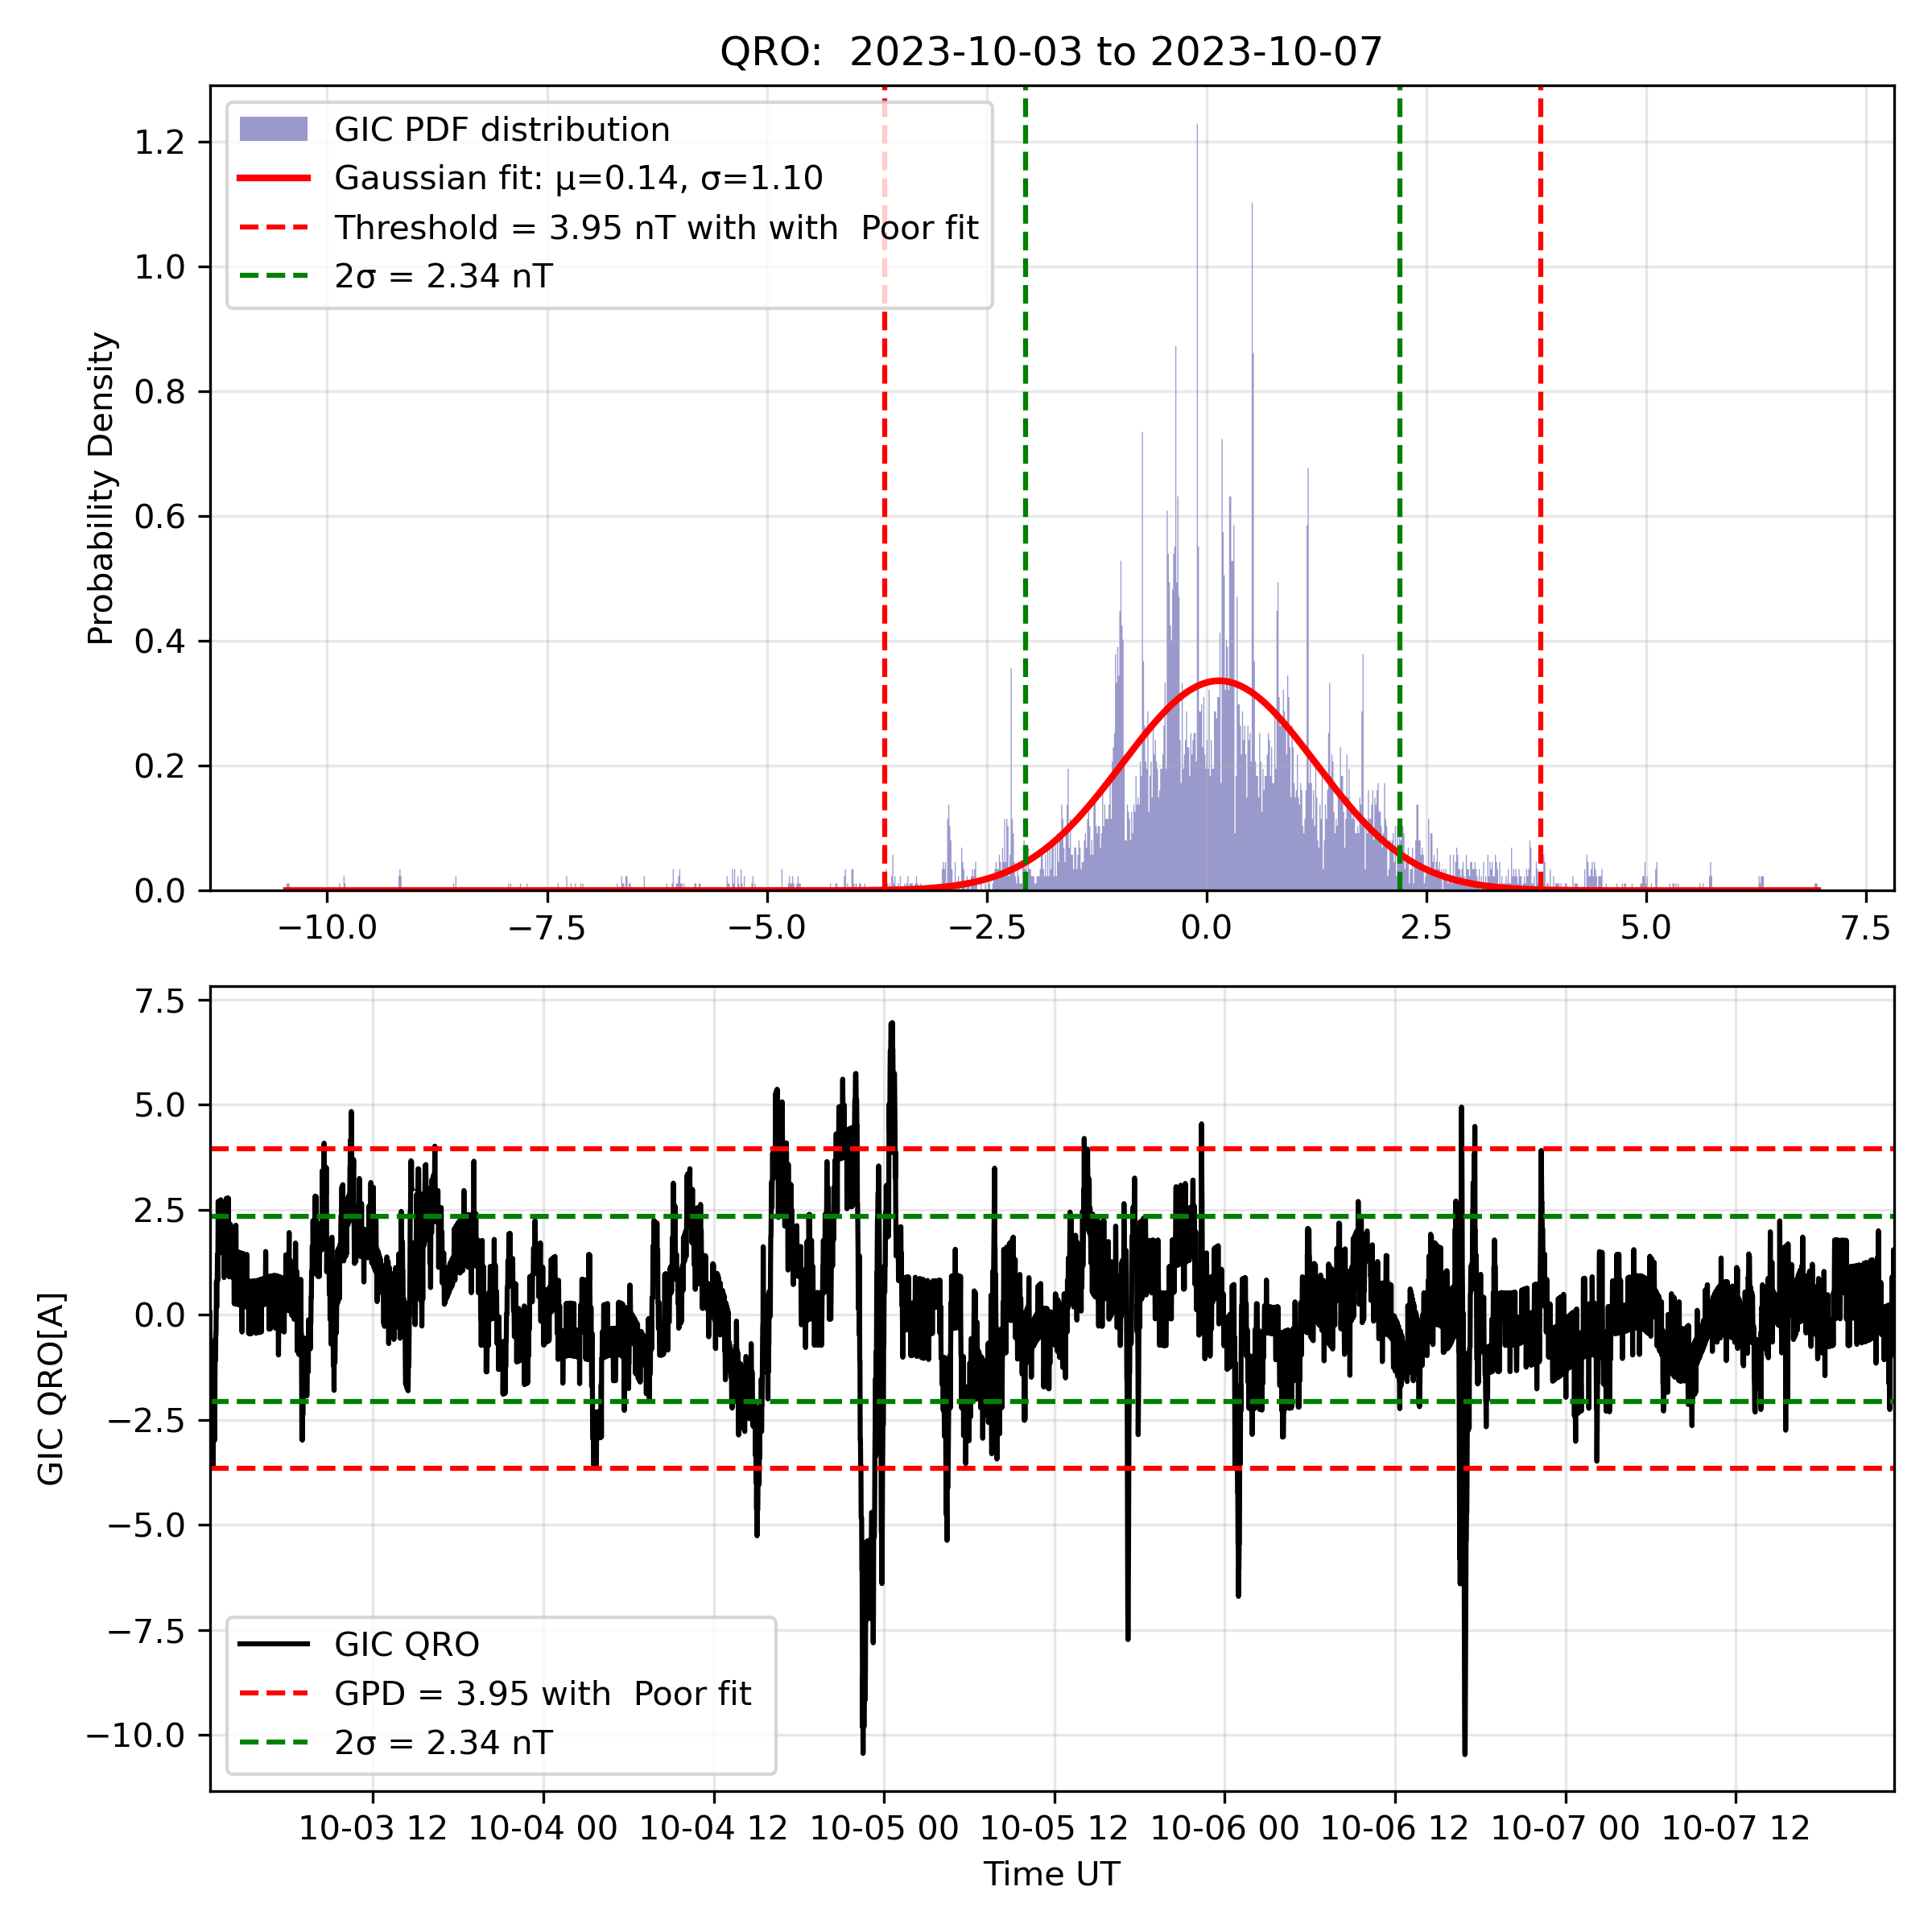 QRO:  2023-10-03 to 2023-10-07
GIC PDF distribution
Gaussian fit: μ=0.14, σ=1.10
Threshold = 3.95 nT with with  Poor fit
2σ = 2.34 nT
Probability Density
1.2
1.0
0.8
0.6
0.4
0.2
0.0
−10.0 −7.5 −5.0 −2.5 0.0 2.5 5.0 7.5
GIC QRO[A]
7.5
5.0
2.5
0.0
−2.5
−5.0
−7.5
−10.0
GIC QRO
GPD = 3.95 with  Poor fit
2σ = 2.34 nT
10-03 12 10-04 00 10-04 12 10-05 00 10-05 12 10-06 00 10-06 12 10-07 00 10-07 12
Time UT